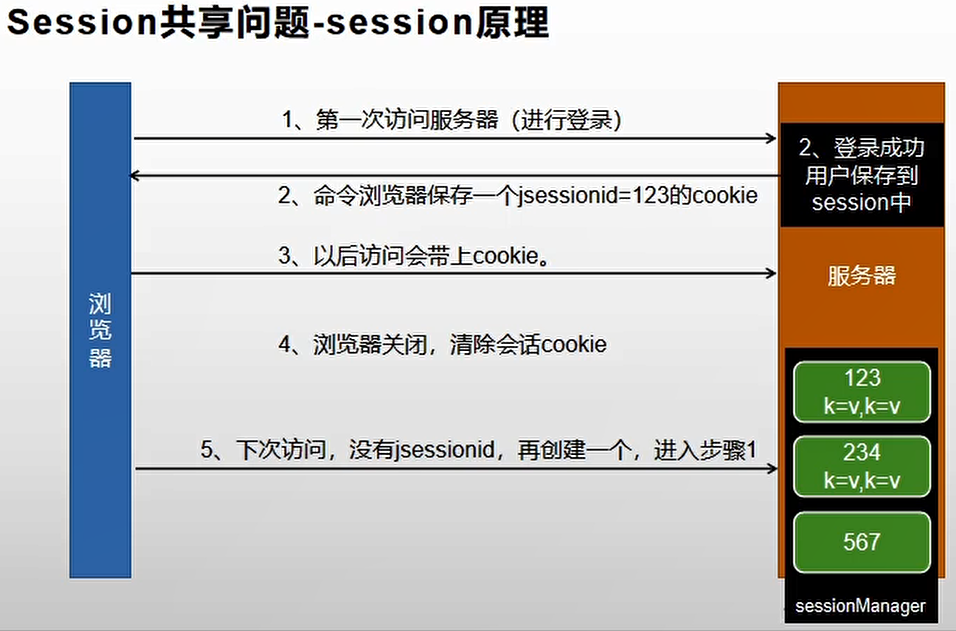 Session共享问题-session原理
1、第一次访问服务器（进行登录）
2、登录成功
用户保存到
session中
2、命令浏览器保存一个jsessionid=123的cookie
3、以后访问会带上cookie。
服务器
浏
览
器
4、浏览器关闭，清除会话cookie
123
k=v,k=v
5、下次访问，没有jsessionid，再创建一个，进入步骤1
234
k=v,k=v
567
sessionManager